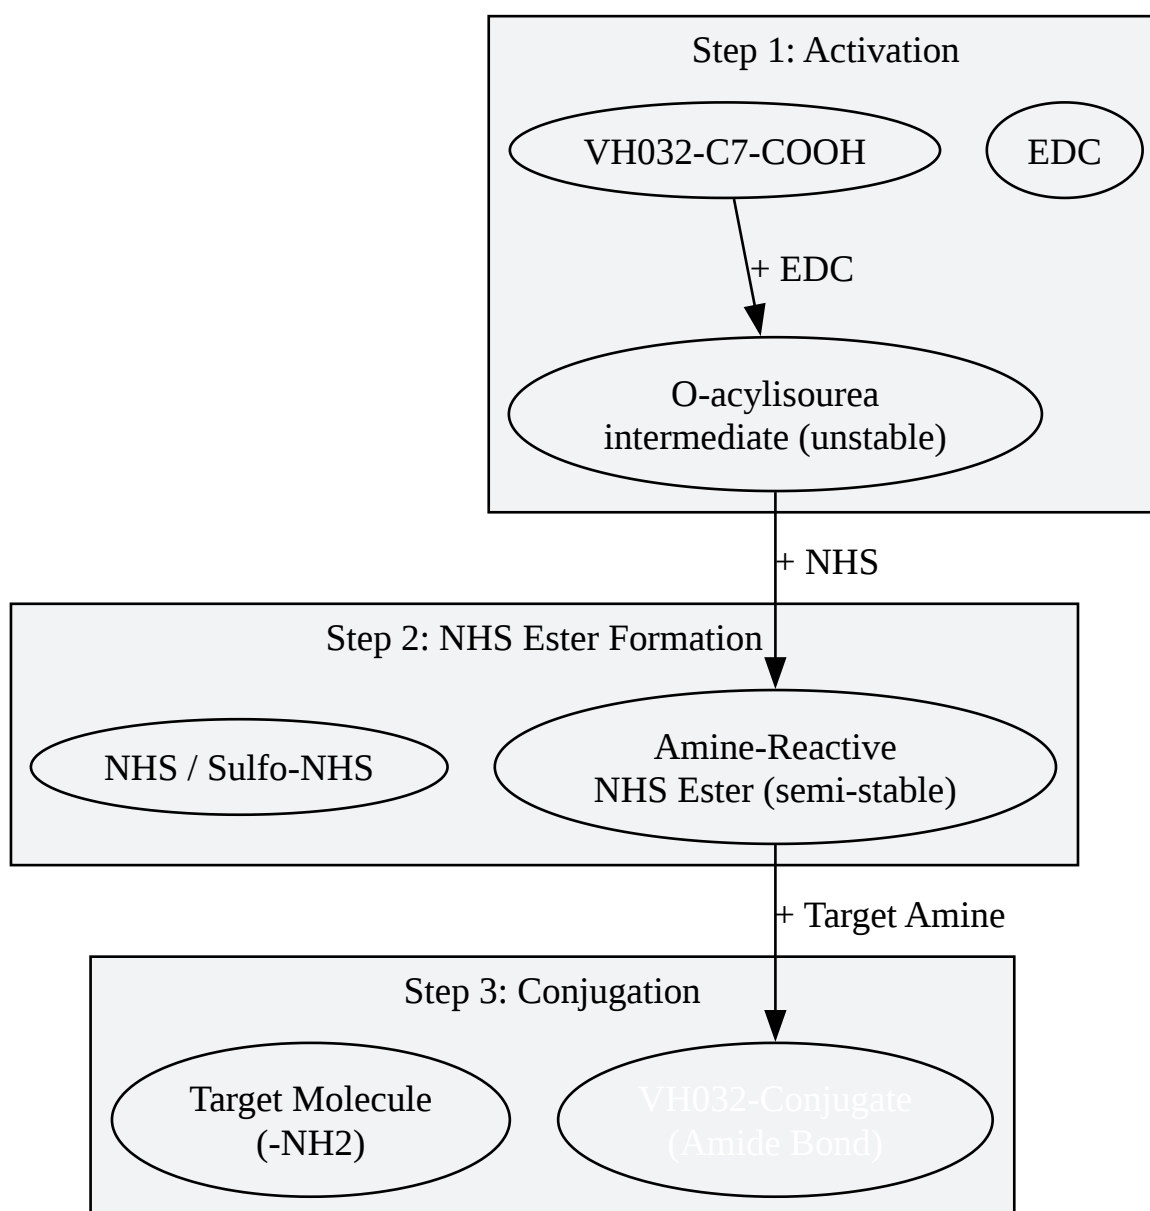 Step 1: Activation
VH032-C7-COOH
EDC
+ EDC
O-acylisourea
intermediate (unstable)
+ NHS
Step 2: NHS Ester Formation
NHS / Sulfo-NHS
Amine-Reactive
NHS Ester (semi-stable)
+ Target Amine
Step 3: Conjugation
Target Molecule
(-NH2)
VH032-Conjugate
(Amide Bond)